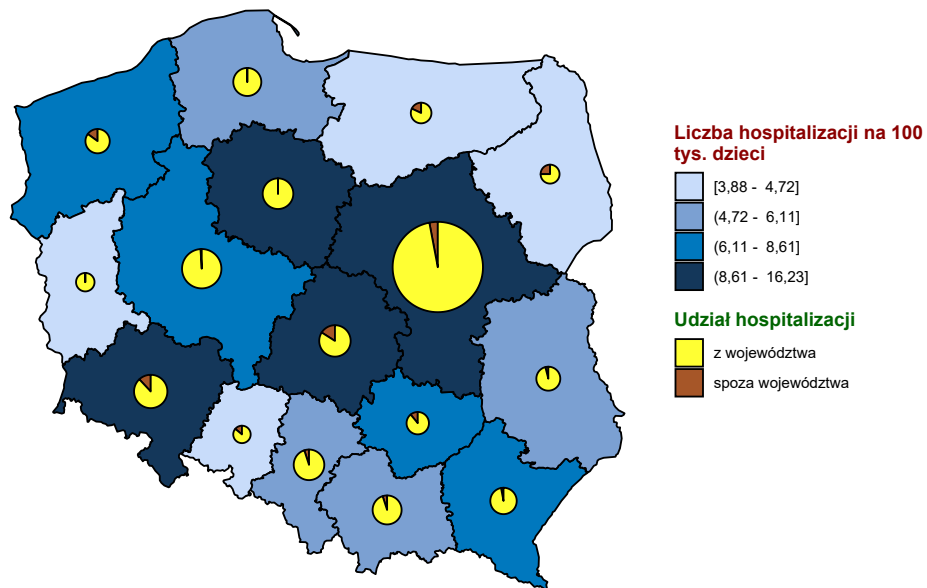 Liczba hospitalizacji na 100
tys. dzieci
[3,88 - 4,72]
(4,72 - 6,11]
(6,11 - 8,61]
(8,61 - 16,23]
Udział hospitalizacji
z województwa
spoza województwa